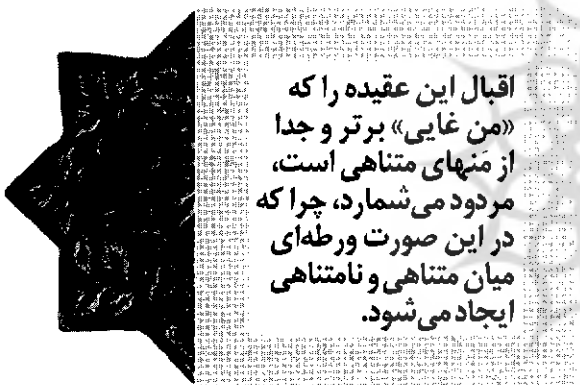 اقبال این عقیده را که
«من غایی» برتر و جدا
از مَنهای متناهی است،
مردود می‌شمارد، چرا که
در این صورت ورطه‌ای
میان متناهی و نامتناهی
ایجاد می‌شود.